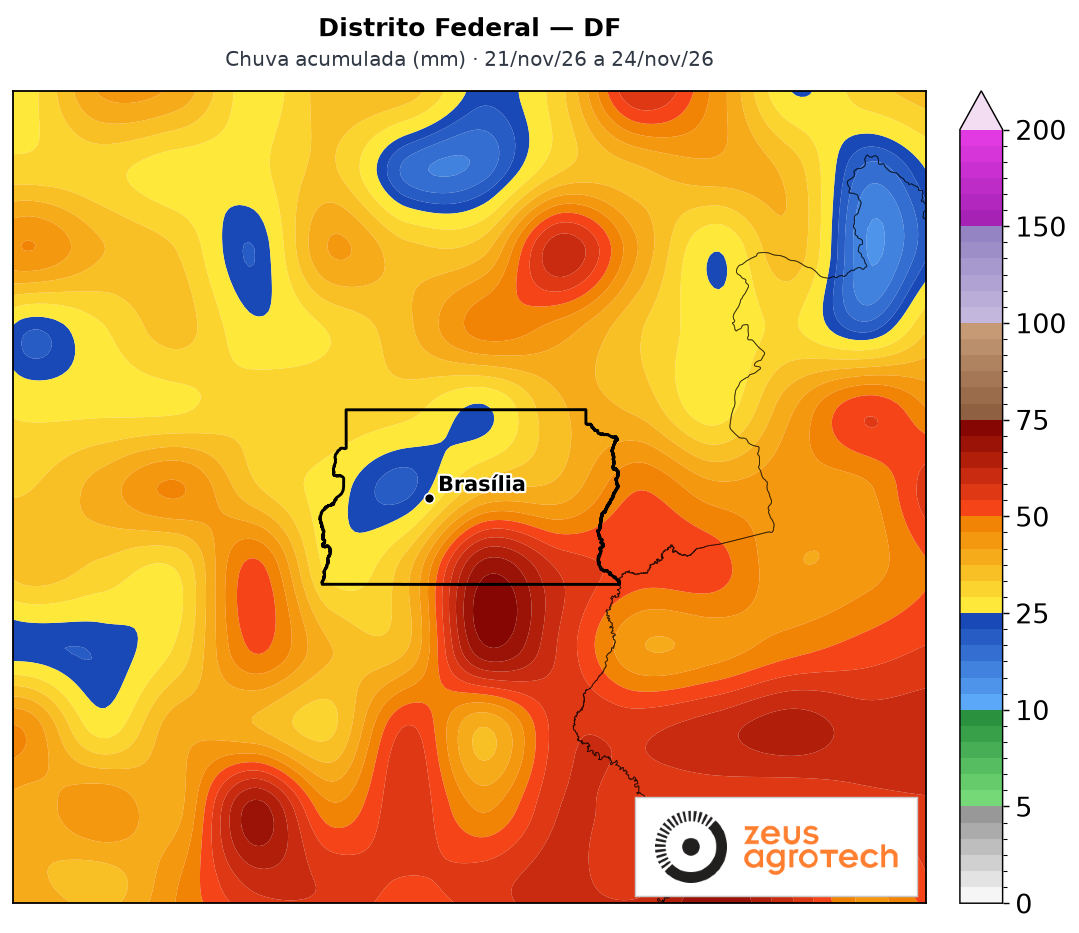 Distrito Federal — DF
Chuva acumulada (mm) · 21/nov/26 a 24/nov/26
200
150
100
75
50
25
10
5
0
Brasília
zeus
agroтech